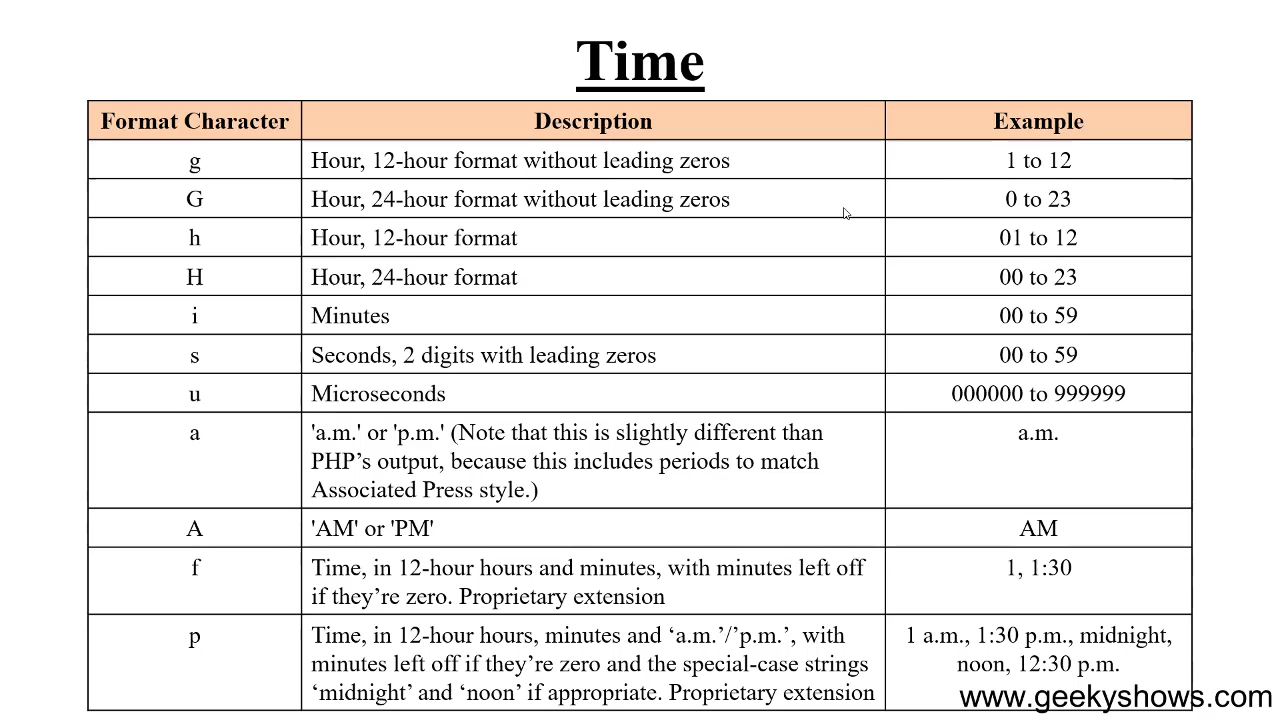 Time
Format Character Description Example
g Hour, 12-hour format without leading zeros 1 to 12
G Hour, 24-hour format without leading zeros 0 to 23
h Hour, 12-hour format 01 to 12
H Hour, 24-hour format 00 to 23
i Minutes 00 to 59
s Seconds, 2 digits with leading zeros 00 to 59
u Microseconds 000000 to 999999
a 'a.m.' or 'p.m.' (Note that this is slightly different than a.m.
PHP’s output, because this includes periods to match
Associated Press style.)
A 'AM' or 'PM' AM
f Time, in 12-hour hours and minutes, with minutes left off 1, 1:30
if they’re zero. Proprietary extension
p Time, in 12-hour hours, minutes and ‘a.m.’/’p.m.’, with 1 a.m., 1:30 p.m., midnight,
minutes left off if they’re zero and the special-case strings noon, 12:30 p.m.
‘midnight’ and ‘noon’ if appropriate. Proprietary extension
www.geekyshows.com